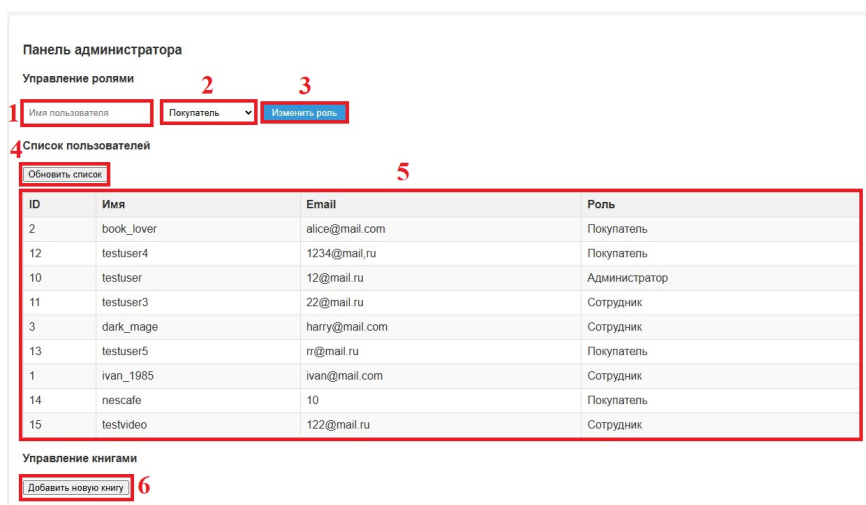 Панель администратора
Управление ролями
2 3
1 Имя пользователя Покупатель Изменить роль
4 Список пользователей
Обновить список 5
ID Имя Email Роль
2 book_lover alice@mail.com Покупатель
12 testuser4 1234@mail,ru Покупатель
10 testuser 12@mail.ru Администратор
11 testuser3 22@mail.ru Сотрудник
3 dark_mage harry@mail.com Сотрудник
13 testuser5 rr@mail.ru Покупатель
1 ivan_1985 ivan@mail.com Сотрудник
14 nescafe 10 Покупатель
15 testvideo 122@mail.ru Сотрудник
Управление книгами
Добавить новую книгу 6